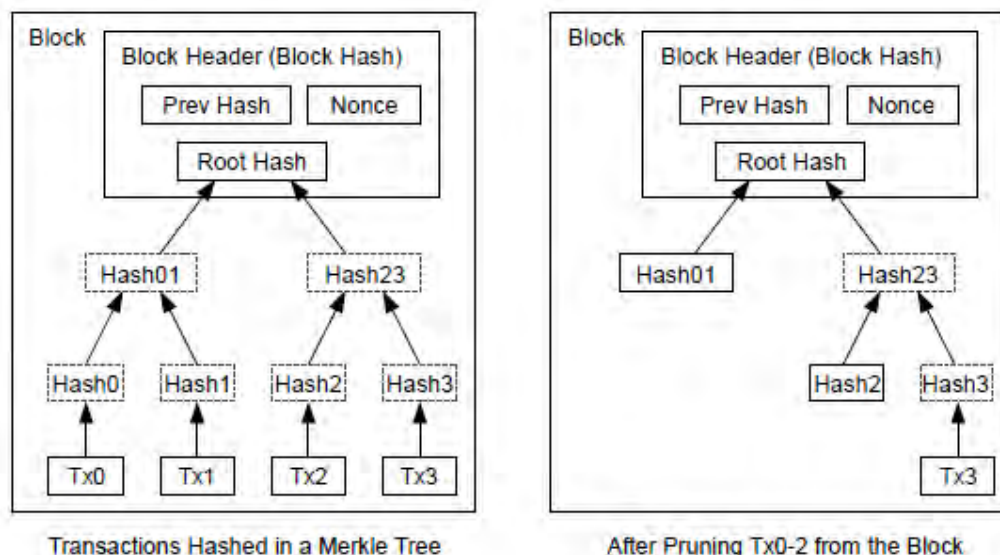 Block
Block Header (Block Hash)
Prev Hash
Nonce
Root Hash
Hash01
Hash23
Hash0
Hash1
Hash2
Hash3
Tx0
Tx1
Tx2
Tx3
Transactions Hashed in a Merkle Tree
Block
Block Header (Block Hash)
Prev Hash
Nonce
Root Hash
Hash01
Hash23
Hash2
Hash3
Tx3
After Pruning Tx0-2 from the Block